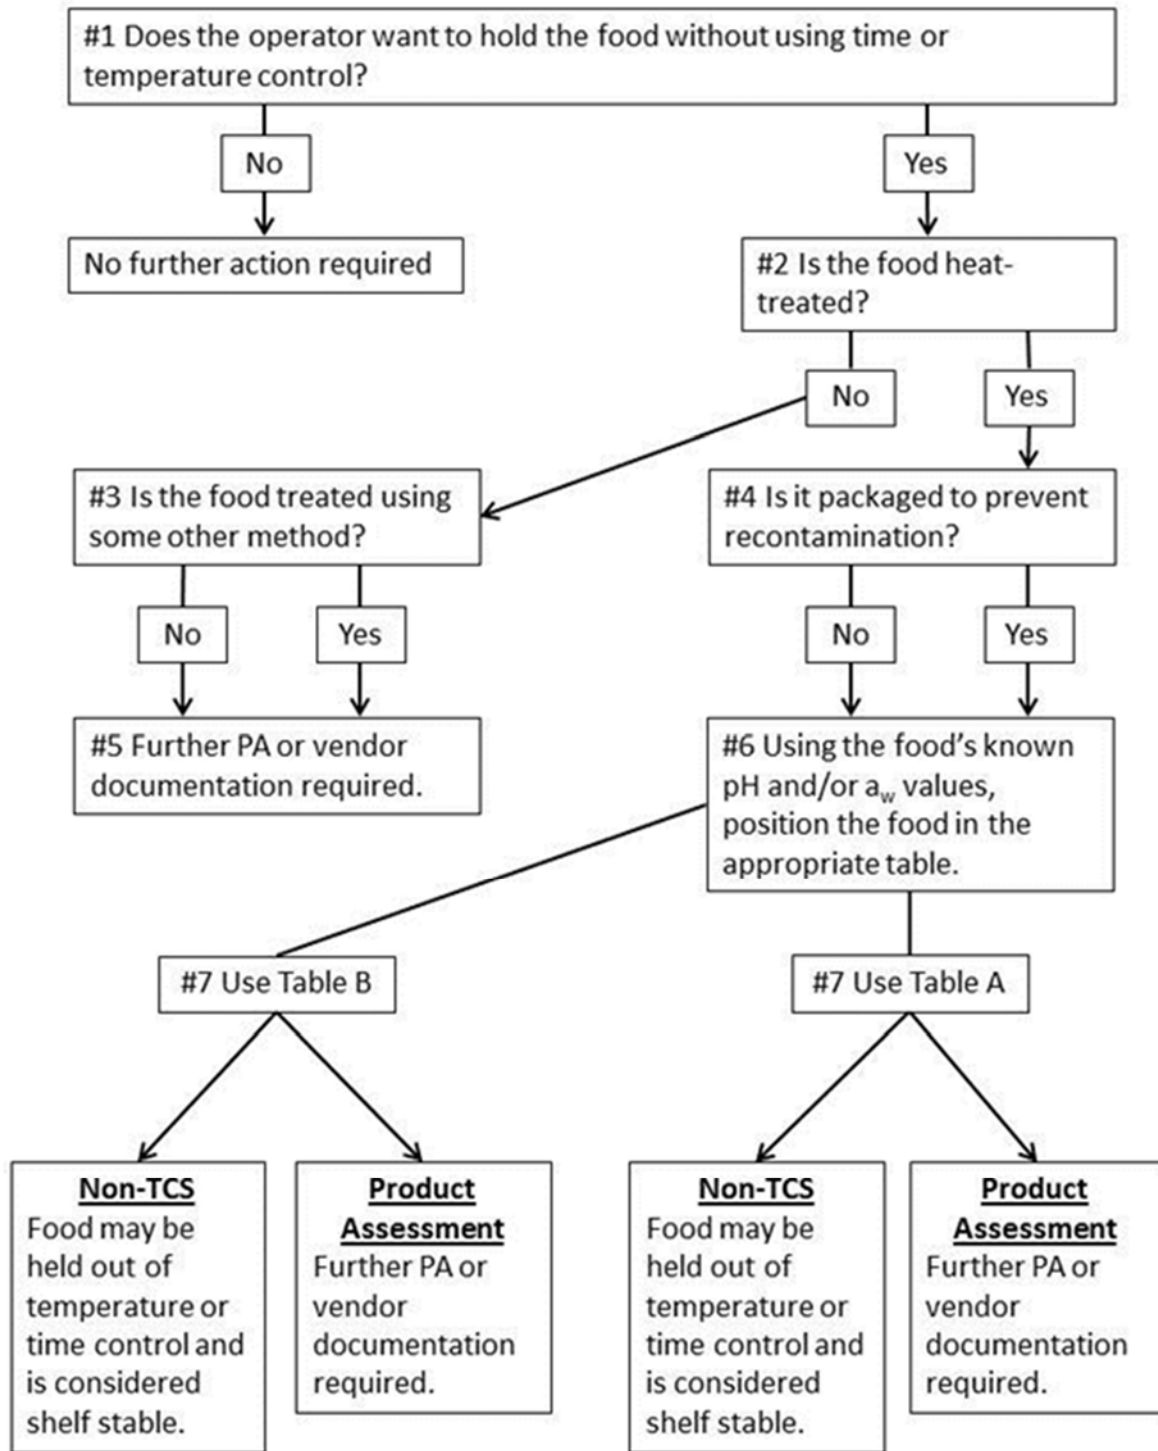 #1 Does the operator want to hold the food without using time or
temperature control?
No
Yes
No further action required
#2 Is the food heat-
treated?
No
Yes
#3 Is the food treated using
some other method?
#4 Is it packaged to prevent
recontamination?
No
Yes
No
Yes
#5 Further PA or vendor
documentation required.
#6 Using the food's known
pH and/or aw values,
position the food in the
appropriate table.
#7 Use Table B
#7 Use Table A
Non-TCS
Food may be
held out of
temperature or
time control and
is considered
shelf stable.
Product
Assessment
Further PA or
vendor
documentation
required.
Non-TCS
Food may be
held out of
temperature or
time control and
is considered
shelf stable.
Product
Assessment
Further PA or
vendor
documentation
required.